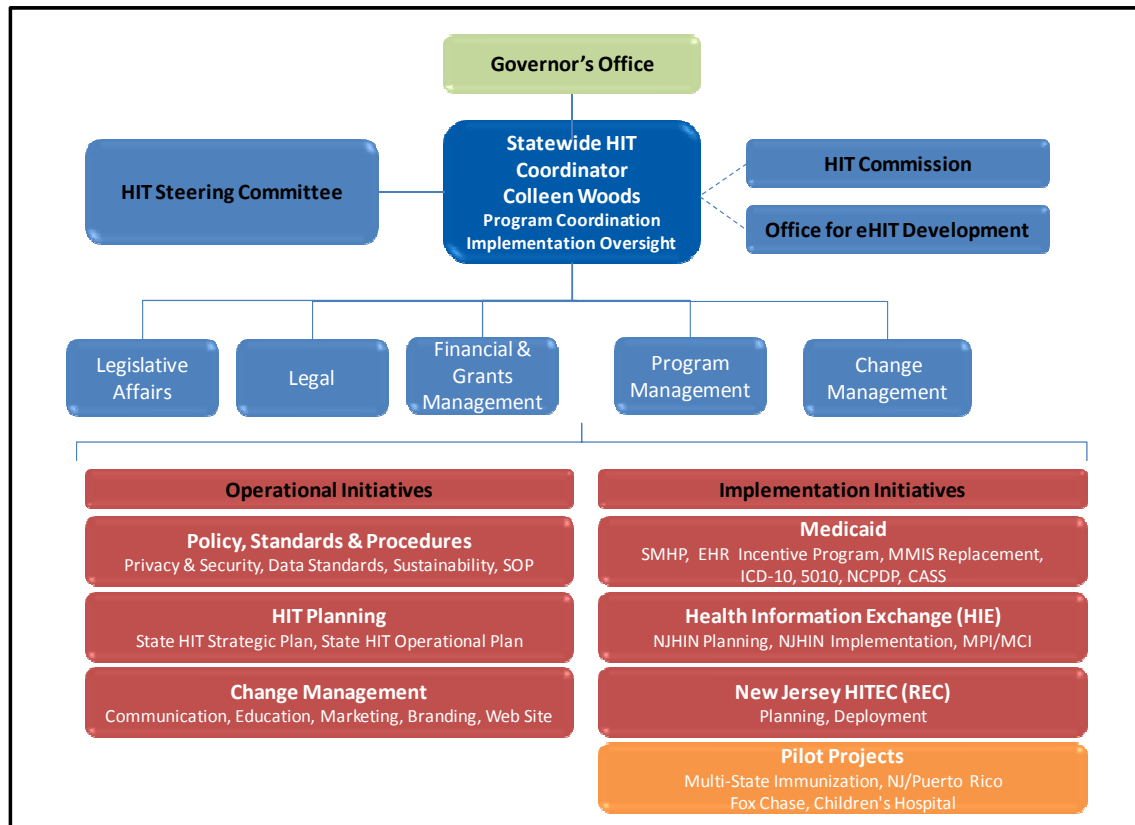 Governor's Office
HIT Steering Committee
Statewide HIT
Coordinator
Colleen Woods
Program Coordination
Implementation Oversight
HIT Commission
Office for eHIT Development
Legislative
Affairs
Legal
Financial &
Grants
Management
Program
Management
Change
Management
Operational Initiatives
Policy, Standards & Procedures
Privacy & Security, Data Standards, Sustainability, SOP
HIT Planning
State HIT Strategic Plan, State HIT Operational Plan
Change Management
Communication, Education, Marketing, Branding, Web Site
Implementation Initiatives
Medicaid
SMHP, EHR Incentive Program, MMIS Replacement,
ICD-10, 5010, NCPDP, CASS
Health Information Exchange (HIE)
NJHIN Planning, NJHIN Implementation, MPI/MCI
New Jersey HITEC (REC)
Planning, Deployment
Pilot Projects
Multi-State Immunization, NJ/Puerto Rico
Fox Chase, Children's Hospital